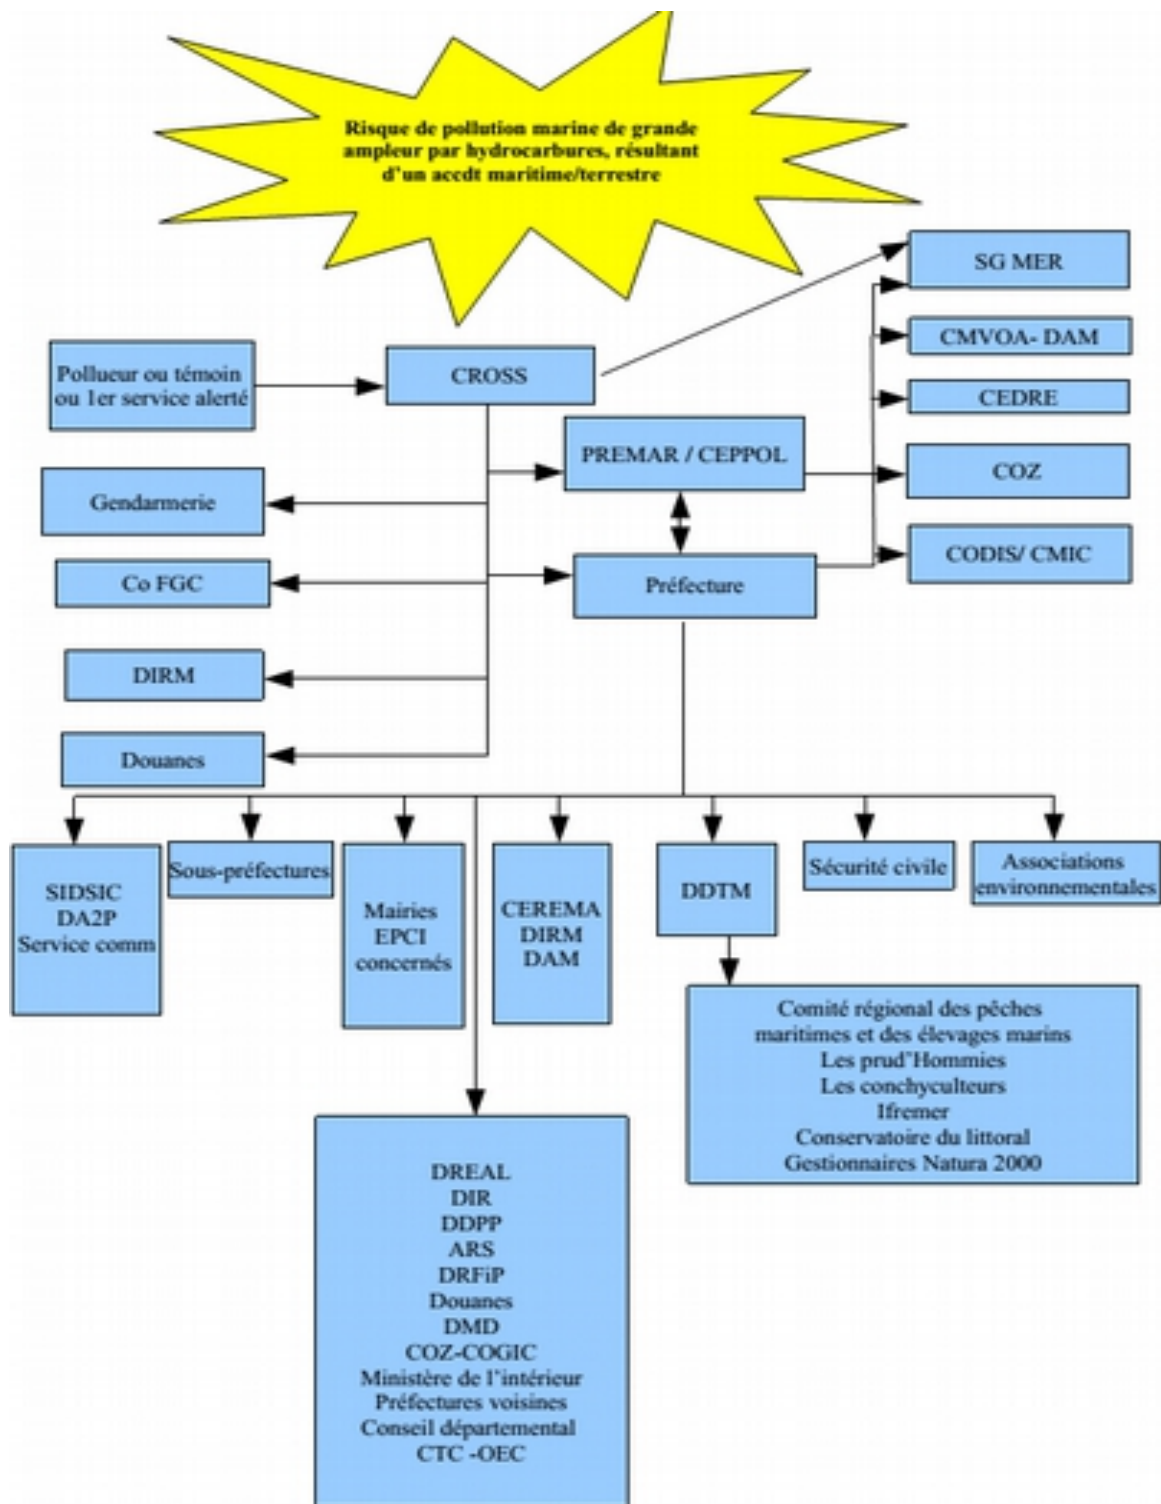 Risque de pollution marine de grande
ampleur par hydrocarbures, résultant
d'un accdt maritime/terrestre
SG MER
Pollueur ou témoin
ou 1er service alerté
CROSS
CMVOA- DAM
CEDRE
PREMAR / CEPPOL
COZ
Gendarmerie
CODIS/ CMIC
Co FGC
Préfecture
DIRM
Douanes
SIDSIC
DA2P
Service comm
Sous-préfectures
Mairies
EPCI
concernés
CEREMA
DIRM
DAM
DDTM
Sécurité civile
Associations
environnementales
Comité régional des pêches
maritimes et des élevages marins
Les prud'Hommies
Les conchyculteurs
Ifremer
Conservatoire du littoral
Gestionnaires Natura 2000
DREAL
DIR
DDPP
ARS
DRFiP
Douanes
DMD
COZ-COGIC
Ministère de l'intérieur
Préfectures voisines
Conseil départemental
CTC -OEC